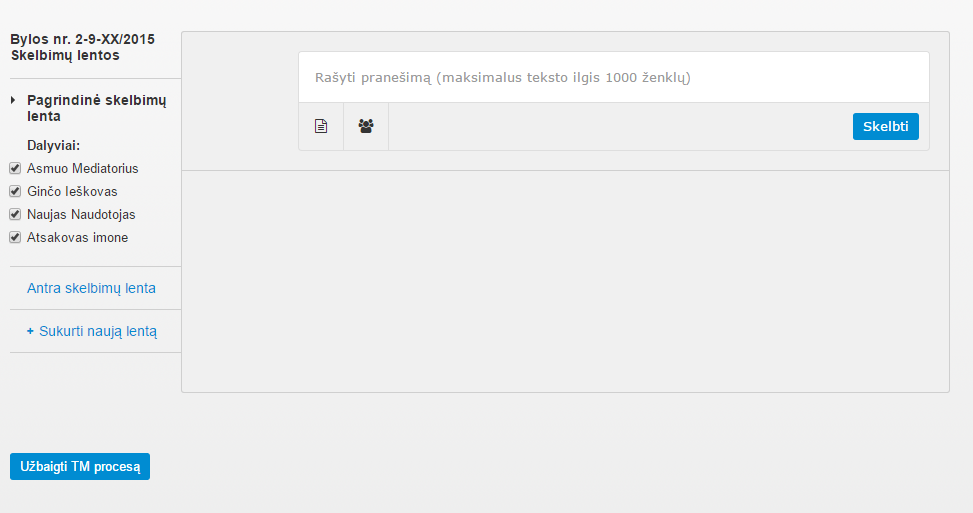 Bylos nr. 2-9-XX/2015
Skelbimų lentos
Pagrindinė skelbimų
lenta
Dalyviai:
Asmuo Mediatorius
Ginčo Ieškovas
Naujas Naudotojas
Atsakovas imone
Antra skelbimų lenta
+ Sukurti naują lentą
Rašyti pranešimą (maksimalus teksto ilgis 1000 ženklų)
Skelbti
Užbaigti TM procesą